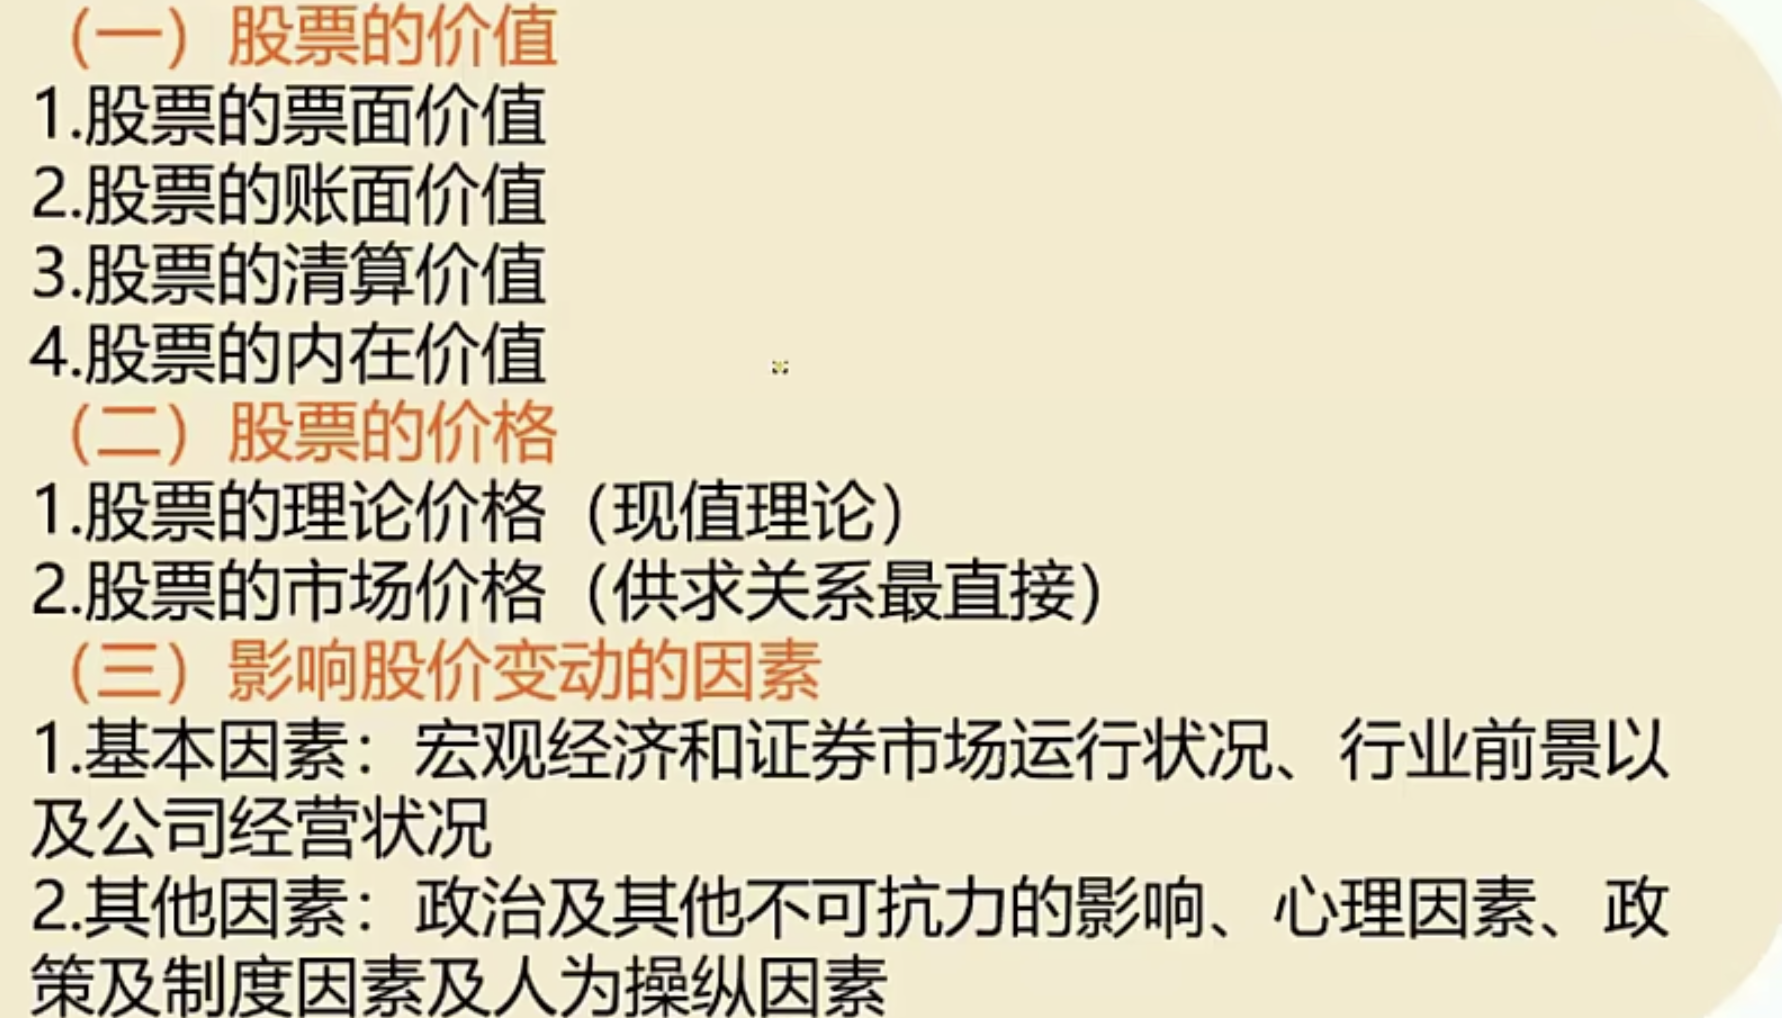 （一）股票的价值
1.股票的票面价值
2.股票的账面价值
3.股票的清算价值
4.股票的内在价值
（二）股票的价格
1.股票的理论价格（现值理论）
2.股票的市场价格（供求关系最直接）
（三）影响股价变动的因素
1.基本因素：宏观经济和证券市场运行状况、行业前景以
及公司经营状况
2.其他因素：政治及其他不可抗力的影响、心理因素、政
策及制度因素及人为操纵因素